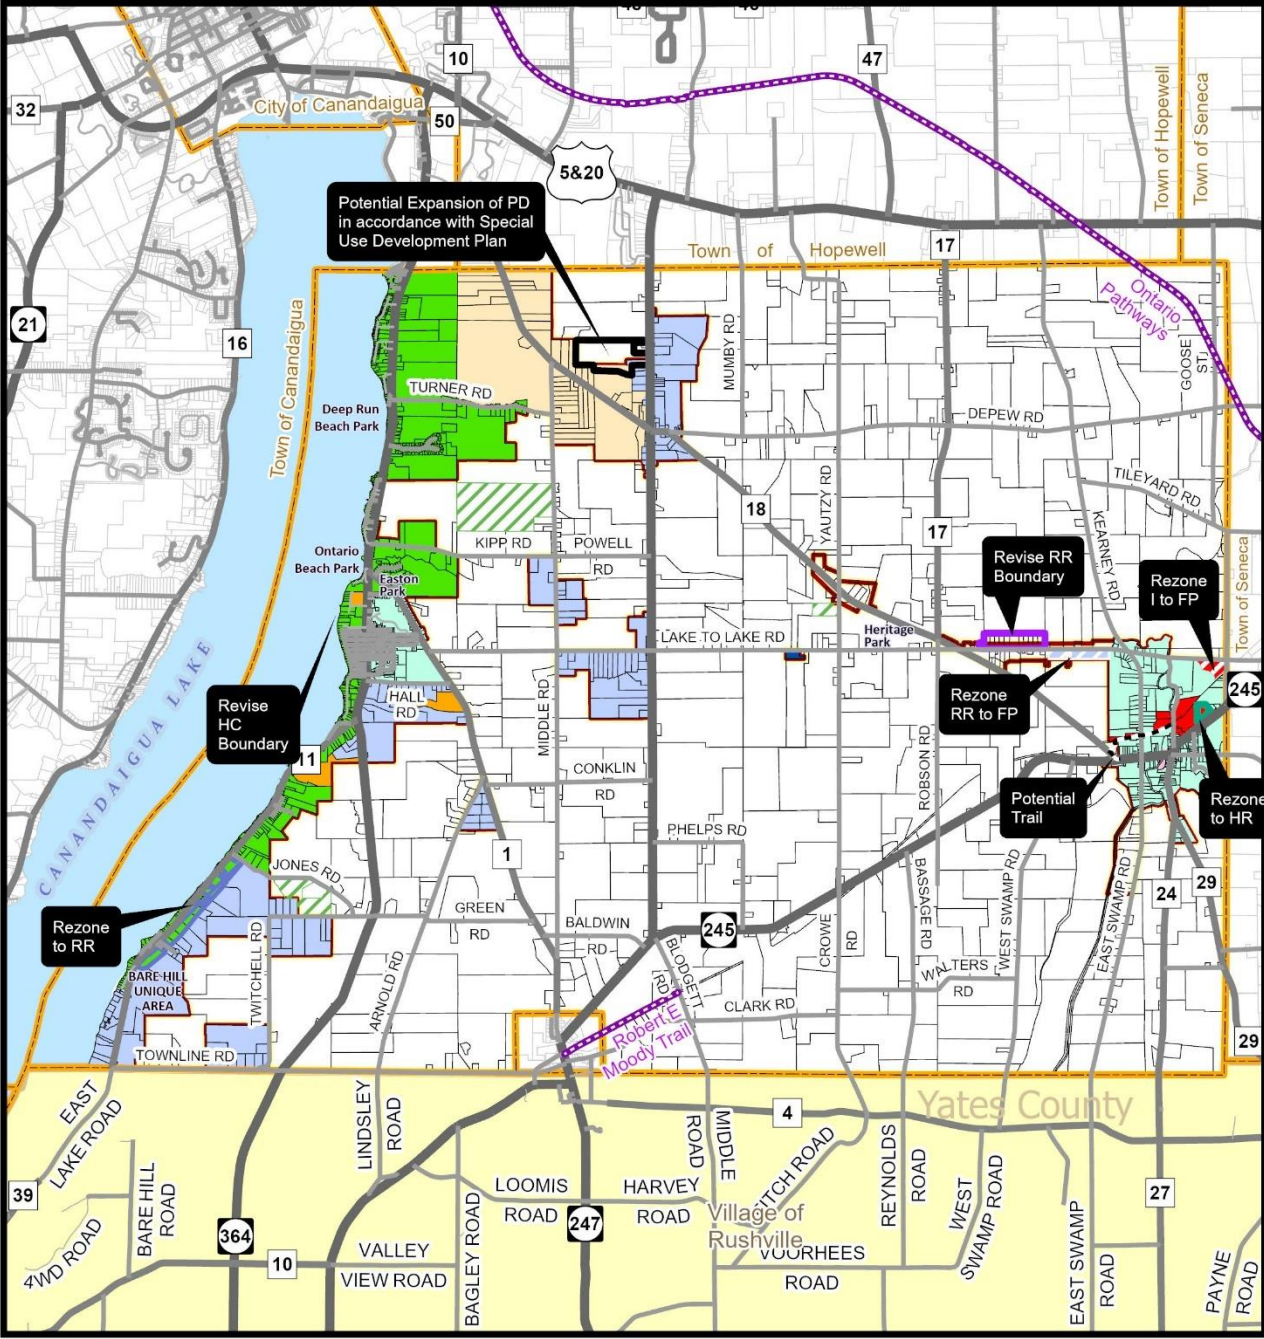 10
47
32
City of Canandaigua
50
5&20
Town of Hopewell
Town of Seneca
Potential Expansion of PD
in accordance with Special
Use Development Plan
Town of Hopewell
17
21
16
Town of Canandaigua
Ontario
Pathways
MUMBY RD
GOOSE
ST
TURNER RD
Deep Run
Beach Park
DEPEW RD
TILEYARD RD
YAUTZY RD
18
17
KEARNEY RD
KIPP RD
POWELL
RD
Ontario
Beach Park
Easton
Park
Revise RR
Boundary
Rezone
I to FP
Town of Seneca
LAKE TO LAKE RD
Heritage
Park
CANANDAIGUA LAKE
Revise
HC
Boundary
HALL
RD
MIDDLE RD
Rezone
RR to FP
245
11
CONKLIN
RD
ROBSON RD
Potential
Trail
Rezone
to HR
PHELPS RD
1
JONES RD
BASSAGE RD
WEST SWAMP RD
EAST SWAMP RD
24
29
Rezone
to RR
GREEN
RD
BALDWIN
RD
245
CROWE
RD
TWITCHELL RD
ARNOLD RD
BLODGETT
RD
WALTERS
RD
BARE HILL
UNIQUE
AREA
CLARK RD
Robert E
Moody Trail
TOWNLINE RD
29
EAST
LAKE ROAD
LINDSLEY
ROAD
4
Yates County
MIDDLE
ROAD
FITCH ROAD
REYNOLDS
ROAD
WEST
SWAMP ROAD
39
BARE HILL
ROAD
LOOMIS
ROAD
HARVEY
ROAD
27
Village of
Rushville
364
247
4WD ROAD
10
VALLEY
VIEW ROAD
BAGLEY ROAD
VOORHEES
ROAD
EAST SWAMP
ROAD
PAYNE
ROAD